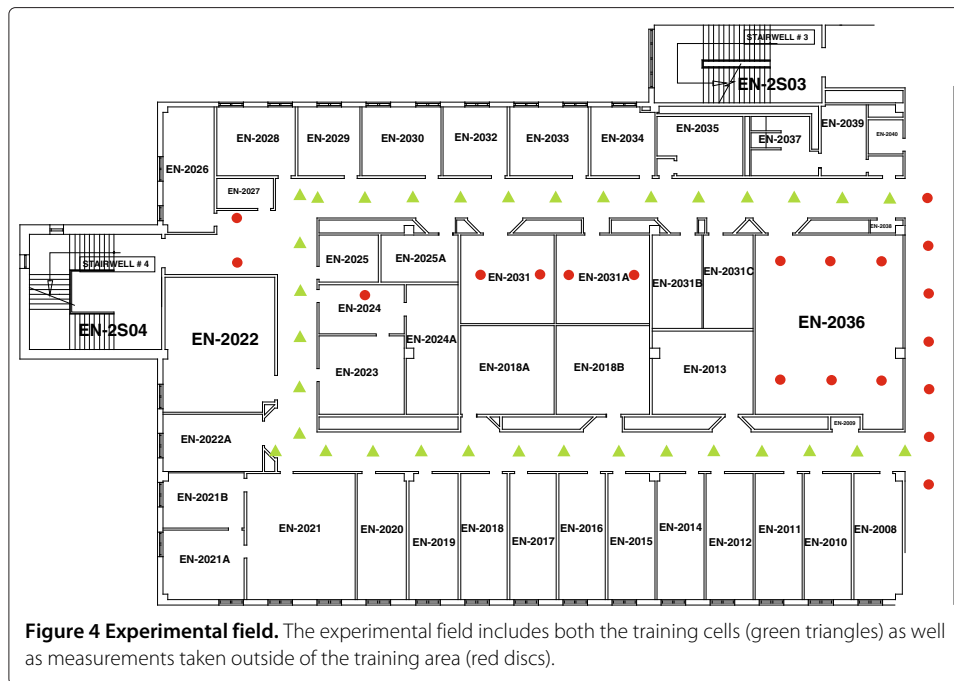 STAIRWELL # 3
EN-2S03
EN-2028
EN-2029
EN-2030
EN-2032
EN-2033
EN-2034
EN-2035
EN-2037
EN-2039
EN-2040
EN-2026
EN-2027
EN-2038
STAIRWELL # 4
EN-2S04
EN-2025
EN-2025A
EN-2031
EN-2031A
EN-2031B
EN-2031C
EN-2024
EN-2024A
EN-2036
EN-2022
EN-2023
EN-2018A
EN-2018B
EN-2013
EN-2022A
EN-2009
EN-2021B
EN-2021
EN-2020
EN-2019
EN-2018
EN-2017
EN-2016
EN-2015
EN-2014
EN-2012
EN-2011
EN-2010
EN-2008
EN-2021A
Figure 4 Experimental field. The experimental field includes both the training cells (green triangles) as well
as measurements taken outside of the training area (red discs).